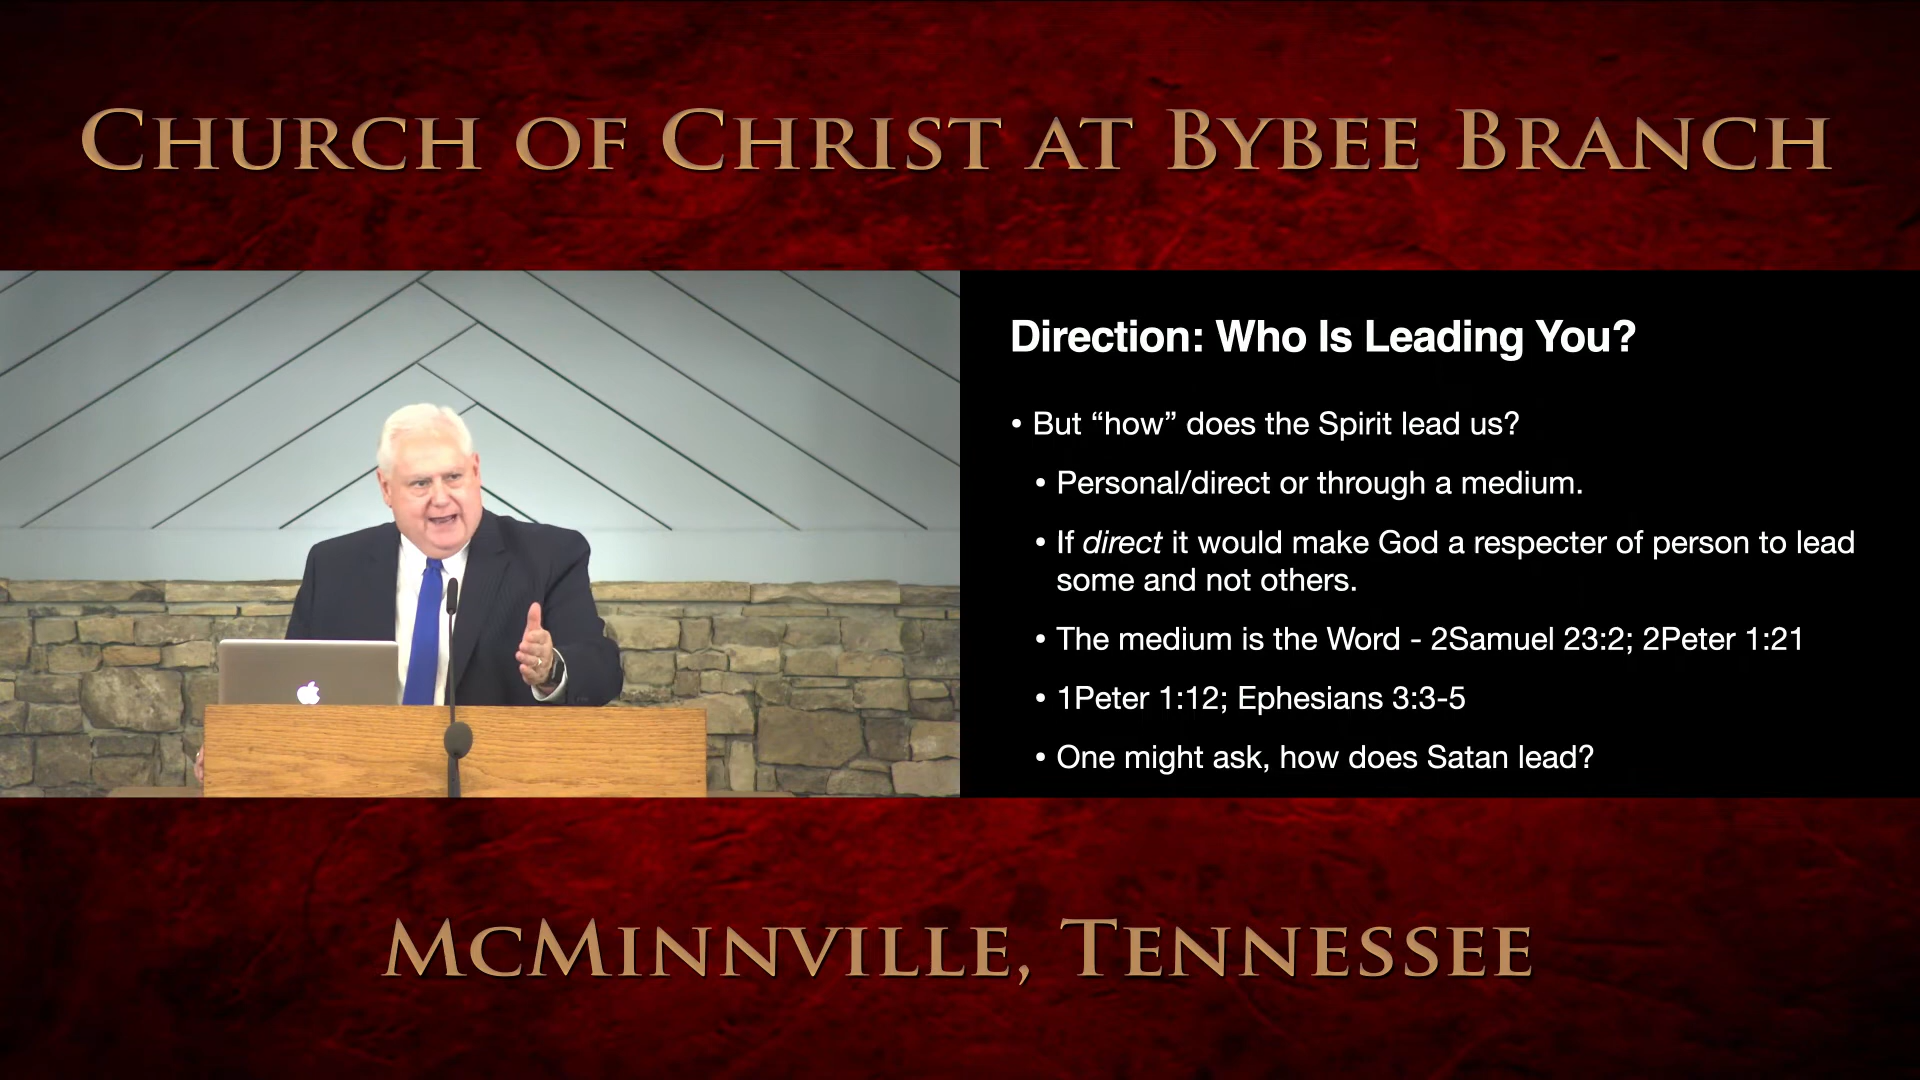 CHURCH OF CHRIST AT BYBEE BRANCH
Direction: Who Is Leading You?
• But “how” does the Spirit lead us?
• Personal/direct or through a medium.
• If direct it would make God a respecter of person to lead
some and not others.
• The medium is the Word - 2Samuel 23:2; 2Peter 1:21
• 1Peter 1:12; Ephesians 3:3-5
• One might ask, how does Satan lead?
MCMINNVILLE, TENNESSEE